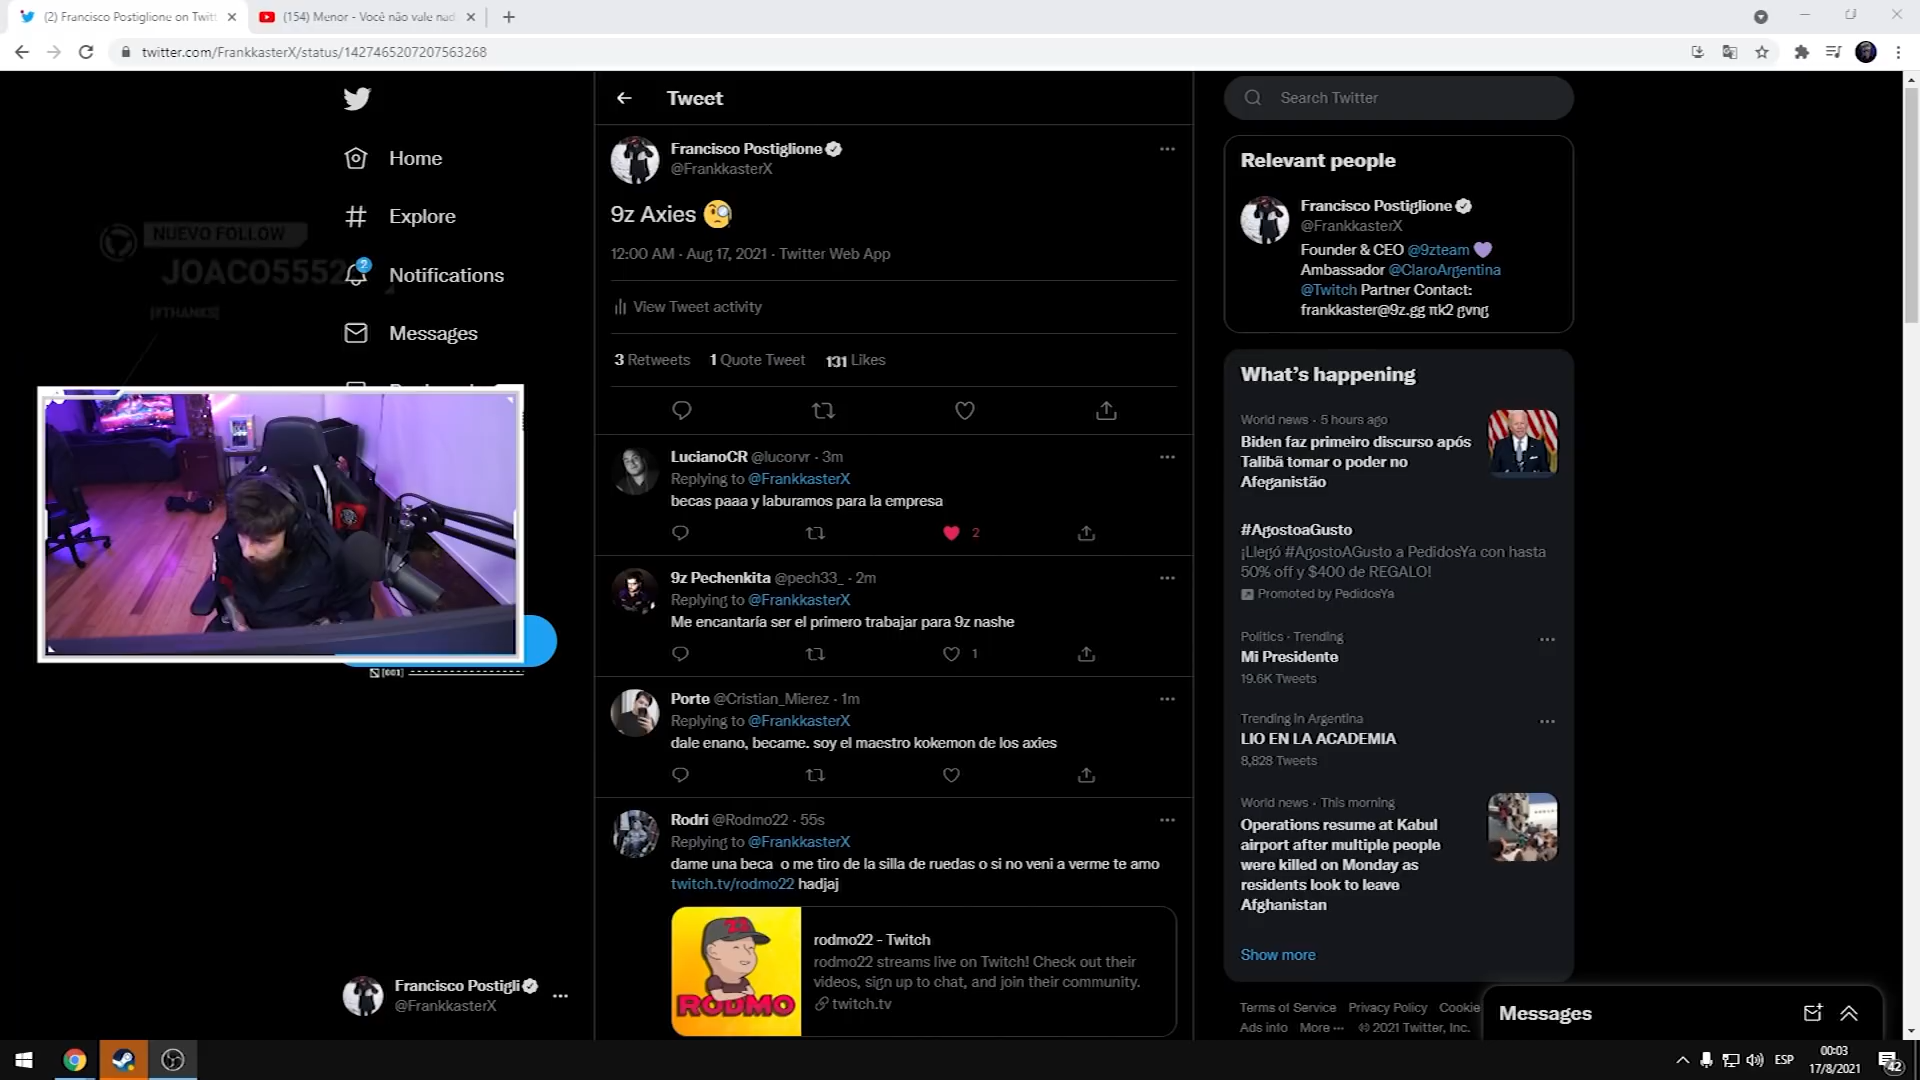 (2) Francisco Postiglione on Twitt
(154) Menor - Você não vale nad
twitter.com/FrankkasterX/status/1427465207207563268
Home
Explore
NUEVO FOLLOW
JOACO5552
[#THANKS]
2
Notifications
Messages
[001]
Francisco Postigli
@FrankkasterX
Tweet
Francisco Postiglione
@FrankkasterX
9z Axies 🧐
12:00 AM · Aug 17, 2021 · Twitter Web App
View Tweet activity
3 Retweets 1 Quote Tweet 131 Likes
LucianoCR @lucorvr · 3m
Replying to @FrankkasterX
becas paaa y laburamos para la empresa
2
9z Pechenkita @pech33_ · 2m
Replying to @FrankkasterX
Me encantaría ser el primero trabajar para 9z nashe
1
Porte @Cristian_Mierez · 1m
Replying to @FrankkasterX
dale enano, became. soy el maestro kokemon de los axies
Rodri @Rodmo22 · 55s
Replying to @FrankkasterX
dame una beca o me tiro de la silla de ruedas o si no veni a verme te amo
twitch.tv/rodmo22 hadjaj
RODMO
rodmo22 - Twitch
rodmo22 streams live on Twitch! Check out their
videos, sign up to chat, and join their community.
twitch.tv
Search Twitter
Relevant people
Francisco Postiglione
@FrankkasterX
Founder & CEO @9zteam 💜
Ambassador @ClaroArgentina
@Twitch Partner Contact:
frankkaster@9z.gg πk2 gvng
What's happening
World news · 5 hours ago
Biden faz primeiro discurso após
Talibã tomar o poder no
Afeganistão
#AgostoaGusto
¡Llegó #AgostoAGusto a PedidosYa con hasta
50% off y $400 de REGALO!
Promoted by PedidosYa
Politics · Trending
Mi Presidente
19.6K Tweets
Trending in Argentina
LIO EN LA ACADEMIA
8,828 Tweets
World news · This morning
Operations resume at Kabul
airport after multiple people
were killed on Monday as
residents look to leave
Afghanistan
Show more
Terms of Service Privacy Policy Cookie
Ads info More ··· © 2021 Twitter, Inc.
Messages
ESP
00:03
17/8/2021
42